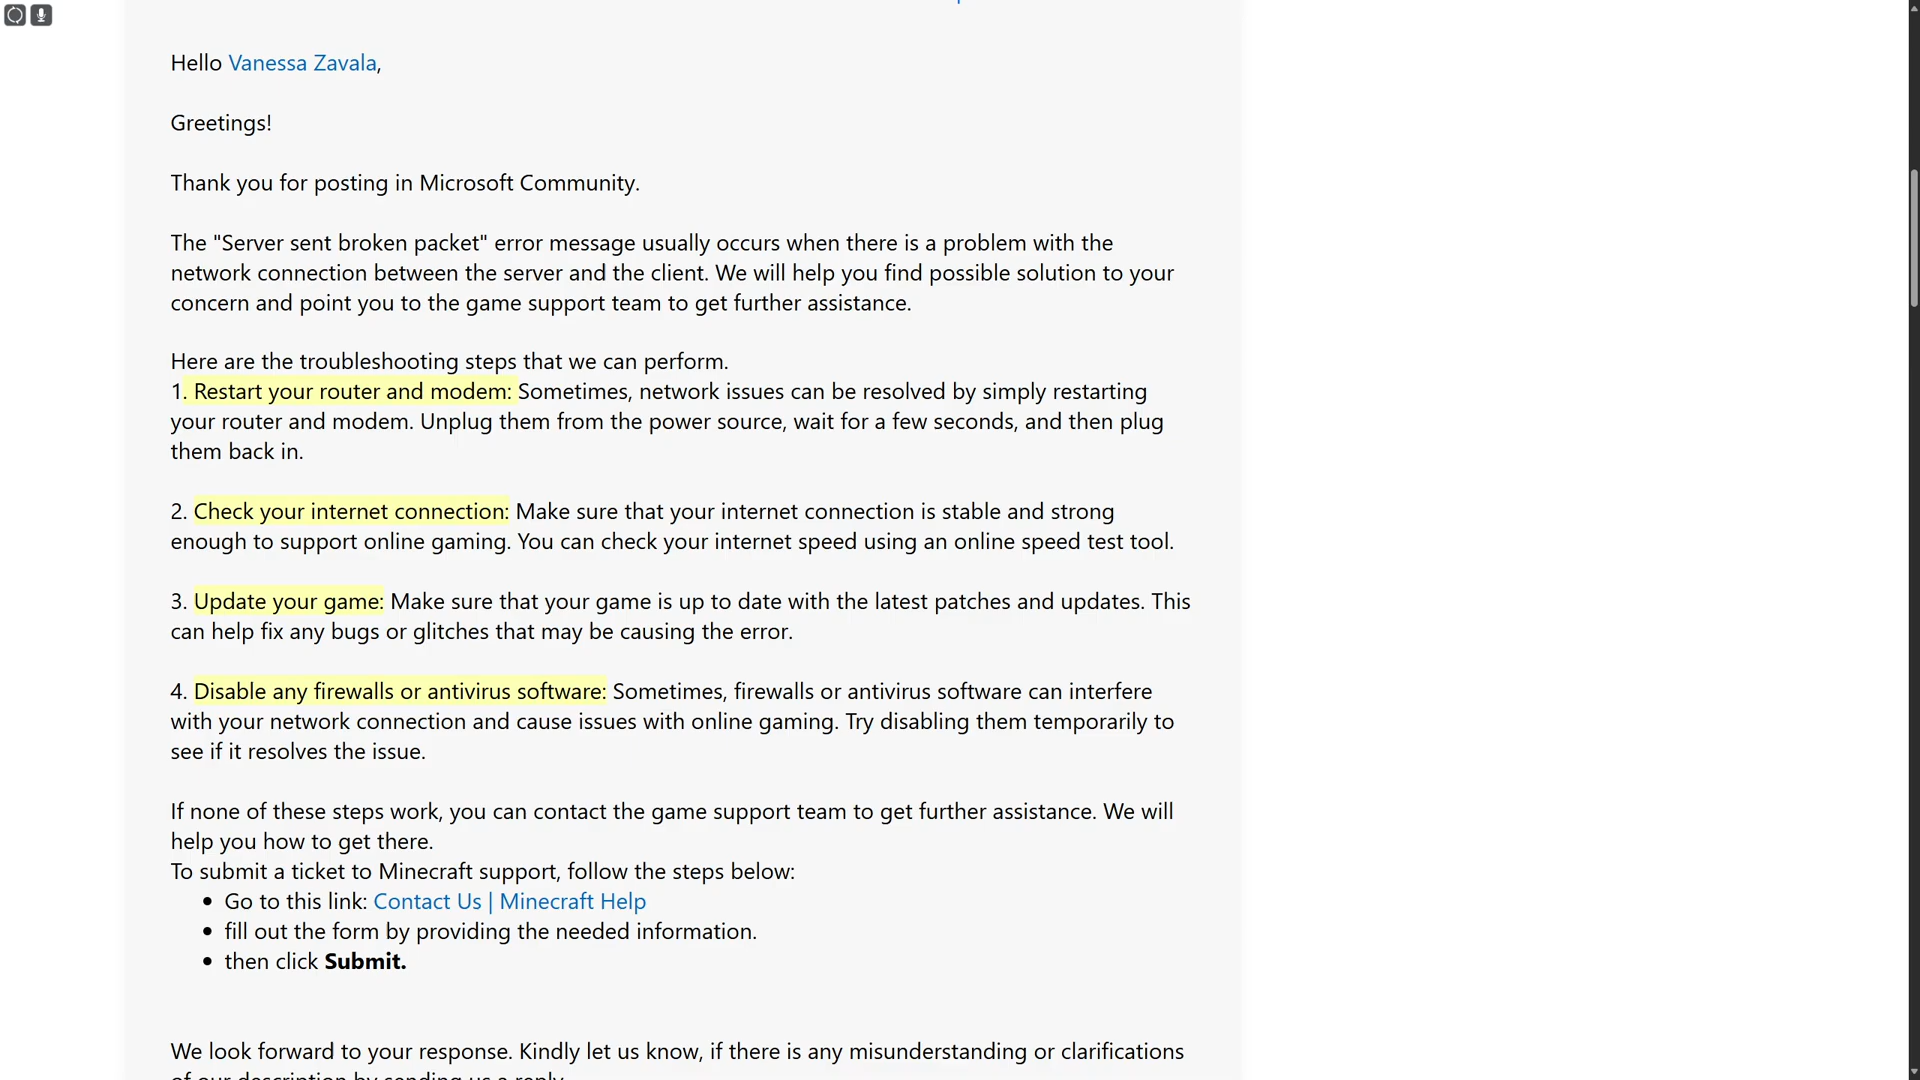 Hello Vanessa Zavala,
Greetings!
Thank you for posting in Microsoft Community.
The "Server sent broken packet" error message usually occurs when there is a problem with the
network connection between the server and the client. We will help you find possible solution to your
concern and point you to the game support team to get further assistance.
Here are the troubleshooting steps that we can perform.
1. Restart your router and modem: Sometimes, network issues can be resolved by simply restarting
your router and modem. Unplug them from the power source, wait for a few seconds, and then plug
them back in.
2. Check your internet connection: Make sure that your internet connection is stable and strong
enough to support online gaming. You can check your internet speed using an online speed test tool.
3. Update your game: Make sure that your game is up to date with the latest patches and updates. This
can help fix any bugs or glitches that may be causing the error.
4. Disable any firewalls or antivirus software: Sometimes, firewalls or antivirus software can interfere
with your network connection and cause issues with online gaming. Try disabling them temporarily to
see if it resolves the issue.
If none of these steps work, you can contact the game support team to get further assistance. We will
help you how to get there.
To submit a ticket to Minecraft support, follow the steps below:
• Go to this link: Contact Us | Minecraft Help
• fill out the form by providing the needed information.
• then click Submit.
We look forward to your response. Kindly let us know, if there is any misunderstanding or clarifications
of our description by sending us a reply.